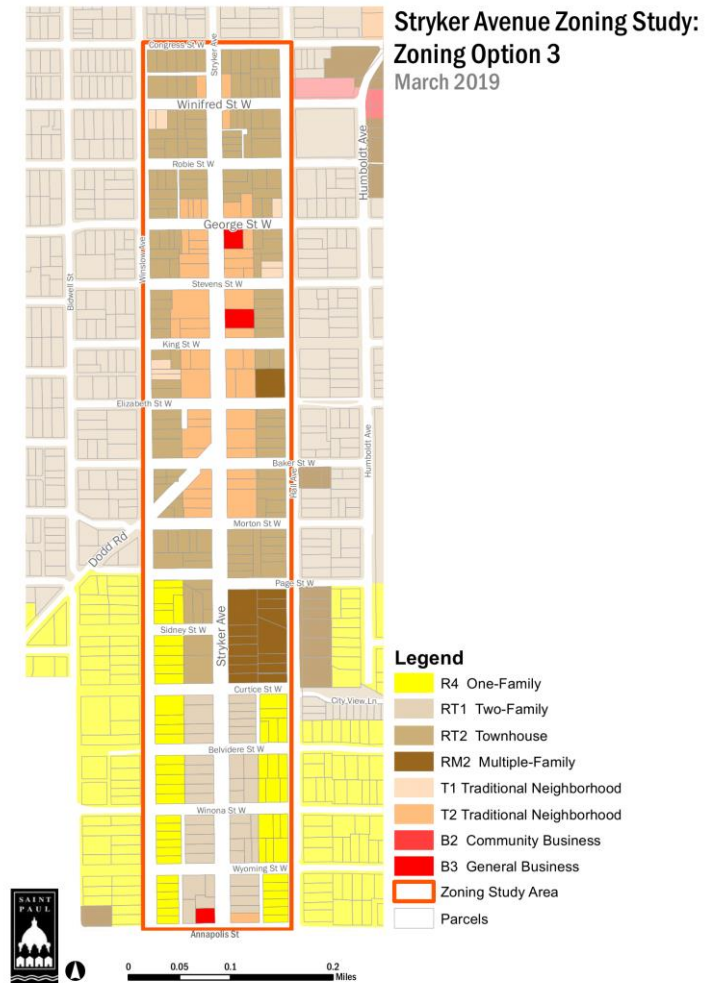 Stryker Avenue Zoning Study:
Zoning Option 3
March 2019
Congress St W
Stryker Ave
Winifred St W
Humboldt Ave
Robie St W
George St W
Winslow Ave
Bidwell St
Stevens St W
King St W
Elizabeth St W
Humboldt Ave
Baker St W
Hall Ave
Morton St W
Dodd Rd
Page St W
Stryker Ave
Sidney St W
Curtice St W
City View Ln
Belvidere St W
Winona St W
Wyoming St W
Annapolis St
Legend
R4 One-Family
RT1 Two-Family
RT2 Townhouse
RM2 Multiple-Family
T1 Traditional Neighborhood
T2 Traditional Neighborhood
B2 Community Business
B3 General Business
Zoning Study Area
Parcels
SAINT
PAUL
0 0.05 0.1 0.2
Miles